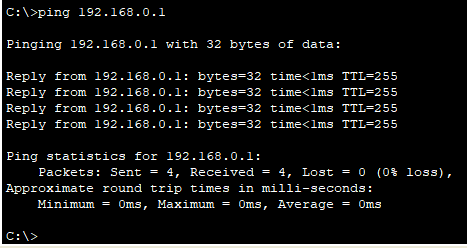 C:\>ping 192.168.0.1
Pinging 192.168.0.1 with 32 bytes of data:
Reply from 192.168.0.1: bytes=32 time<1ms TTL=255
Reply from 192.168.0.1: bytes=32 time<1ms TTL=255
Reply from 192.168.0.1: bytes=32 time<1ms TTL=255
Reply from 192.168.0.1: bytes=32 time<1ms TTL=255
Ping statistics for 192.168.0.1:
    Packets: Sent = 4, Received = 4, Lost = 0 (0% loss),
Approximate round trip times in milli-seconds:
    Minimum = 0ms, Maximum = 0ms, Average = 0ms
C:\>